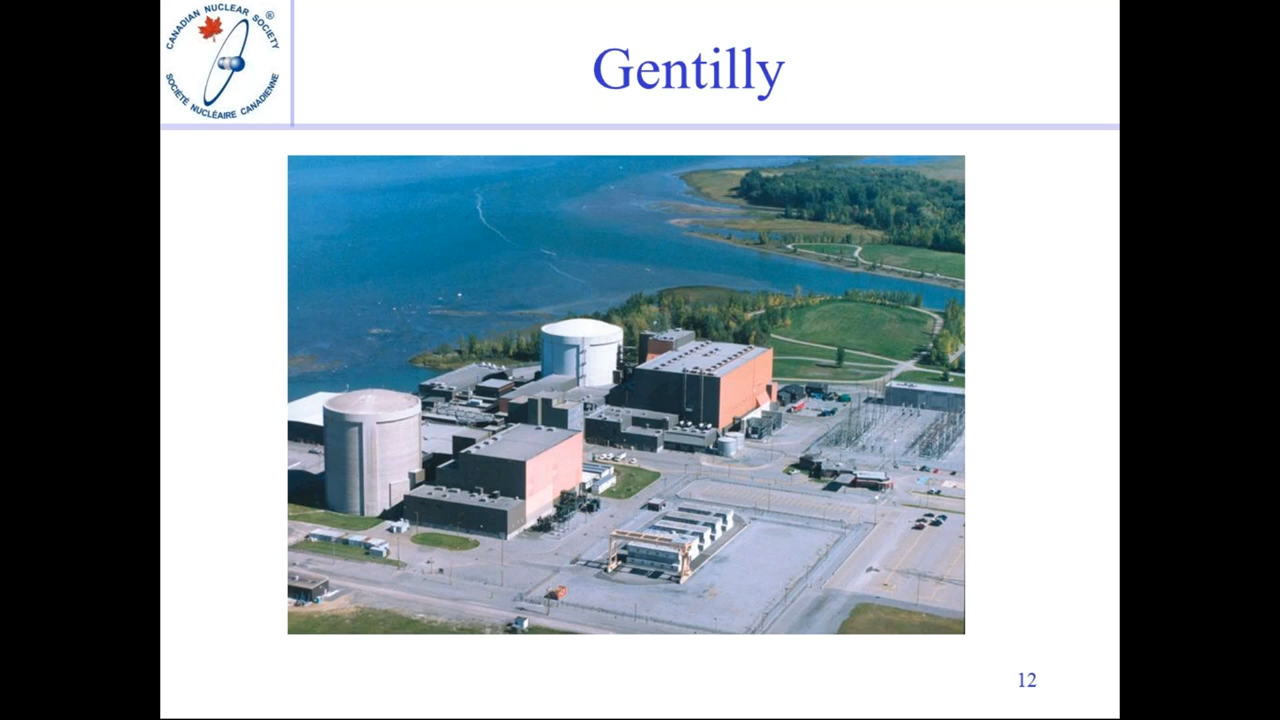 CANADIAN NUCLEAR SOCIETY ®
SOCIÉTÉ NUCLÉAIRE CANADIENNE
Gentilly
12